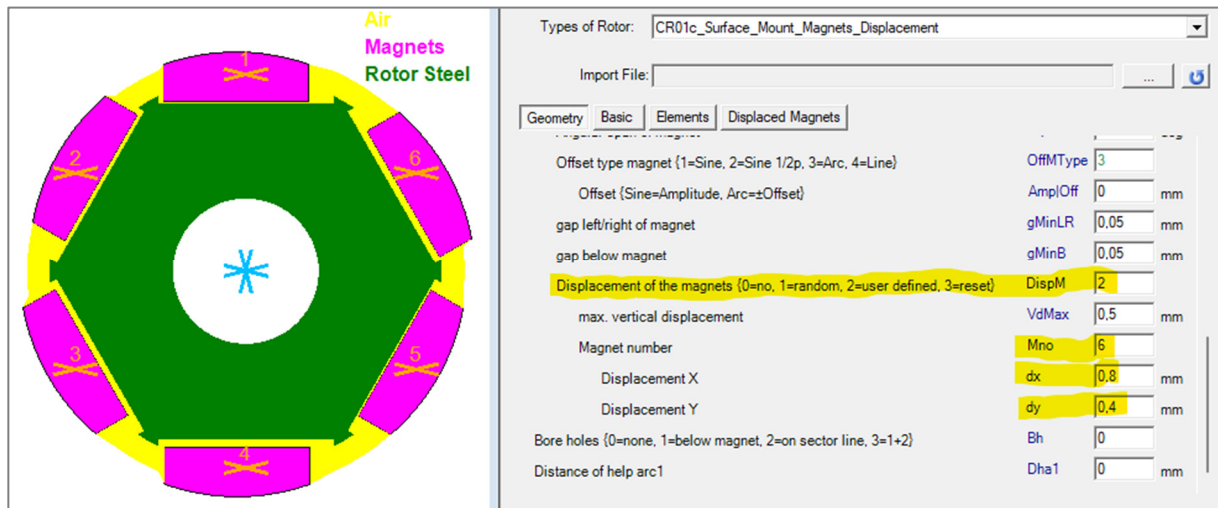 Air
Magnets
Rotor Steel
1
2
6
3
5
4
Types of Rotor: CR01c_Surface_Mount_Magnets_Displacement
Import File: ...
Geometry Basic Elements Displaced Magnets
Offset type magnet {1=Sine, 2=Sine 1/2p, 3=Arc, 4=Line} OffMType 3
Offset {Sine=Amplitude, Arc=±Offset} Amp|Off 0 mm
gap left/right of magnet gMinLR 0,05 mm
gap below magnet gMinB 0,05 mm
Displacement of the magnets {0=no, 1=random, 2=user defined, 3=reset} DispM 2
max. vertical displacement VdMax 0,5 mm
Magnet number Mno 6
Displacement X dx 0,8 mm
Displacement Y dy 0,4 mm
Bore holes {0=none, 1=below magnet, 2=on sector line, 3=1+2} Bh 0
Distance of help arc1 Dha1 0 mm